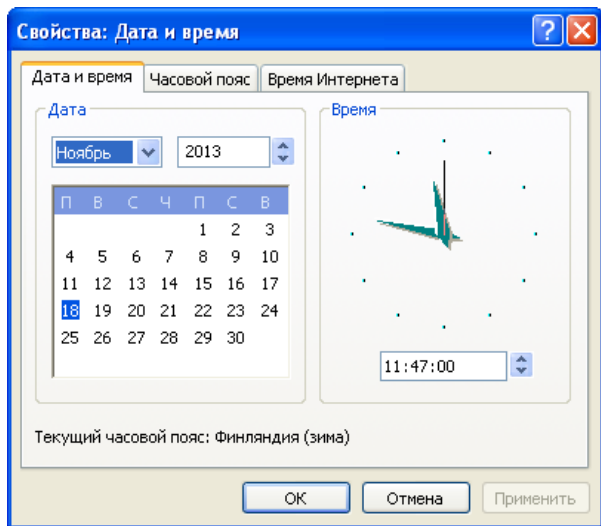 Свойства: Дата и время
Дата и время Часовой пояс Время Интернета
Дата
Ноябрь 2013
П В С Ч П С В
1 2 3
4 5 6 7 8 9 10
11 12 13 14 15 16 17
18 19 20 21 22 23 24
25 26 27 28 29 30
Время
11:47:00
Текущий часовой пояс: Финляндия (зима)
ОК Отмена Применить